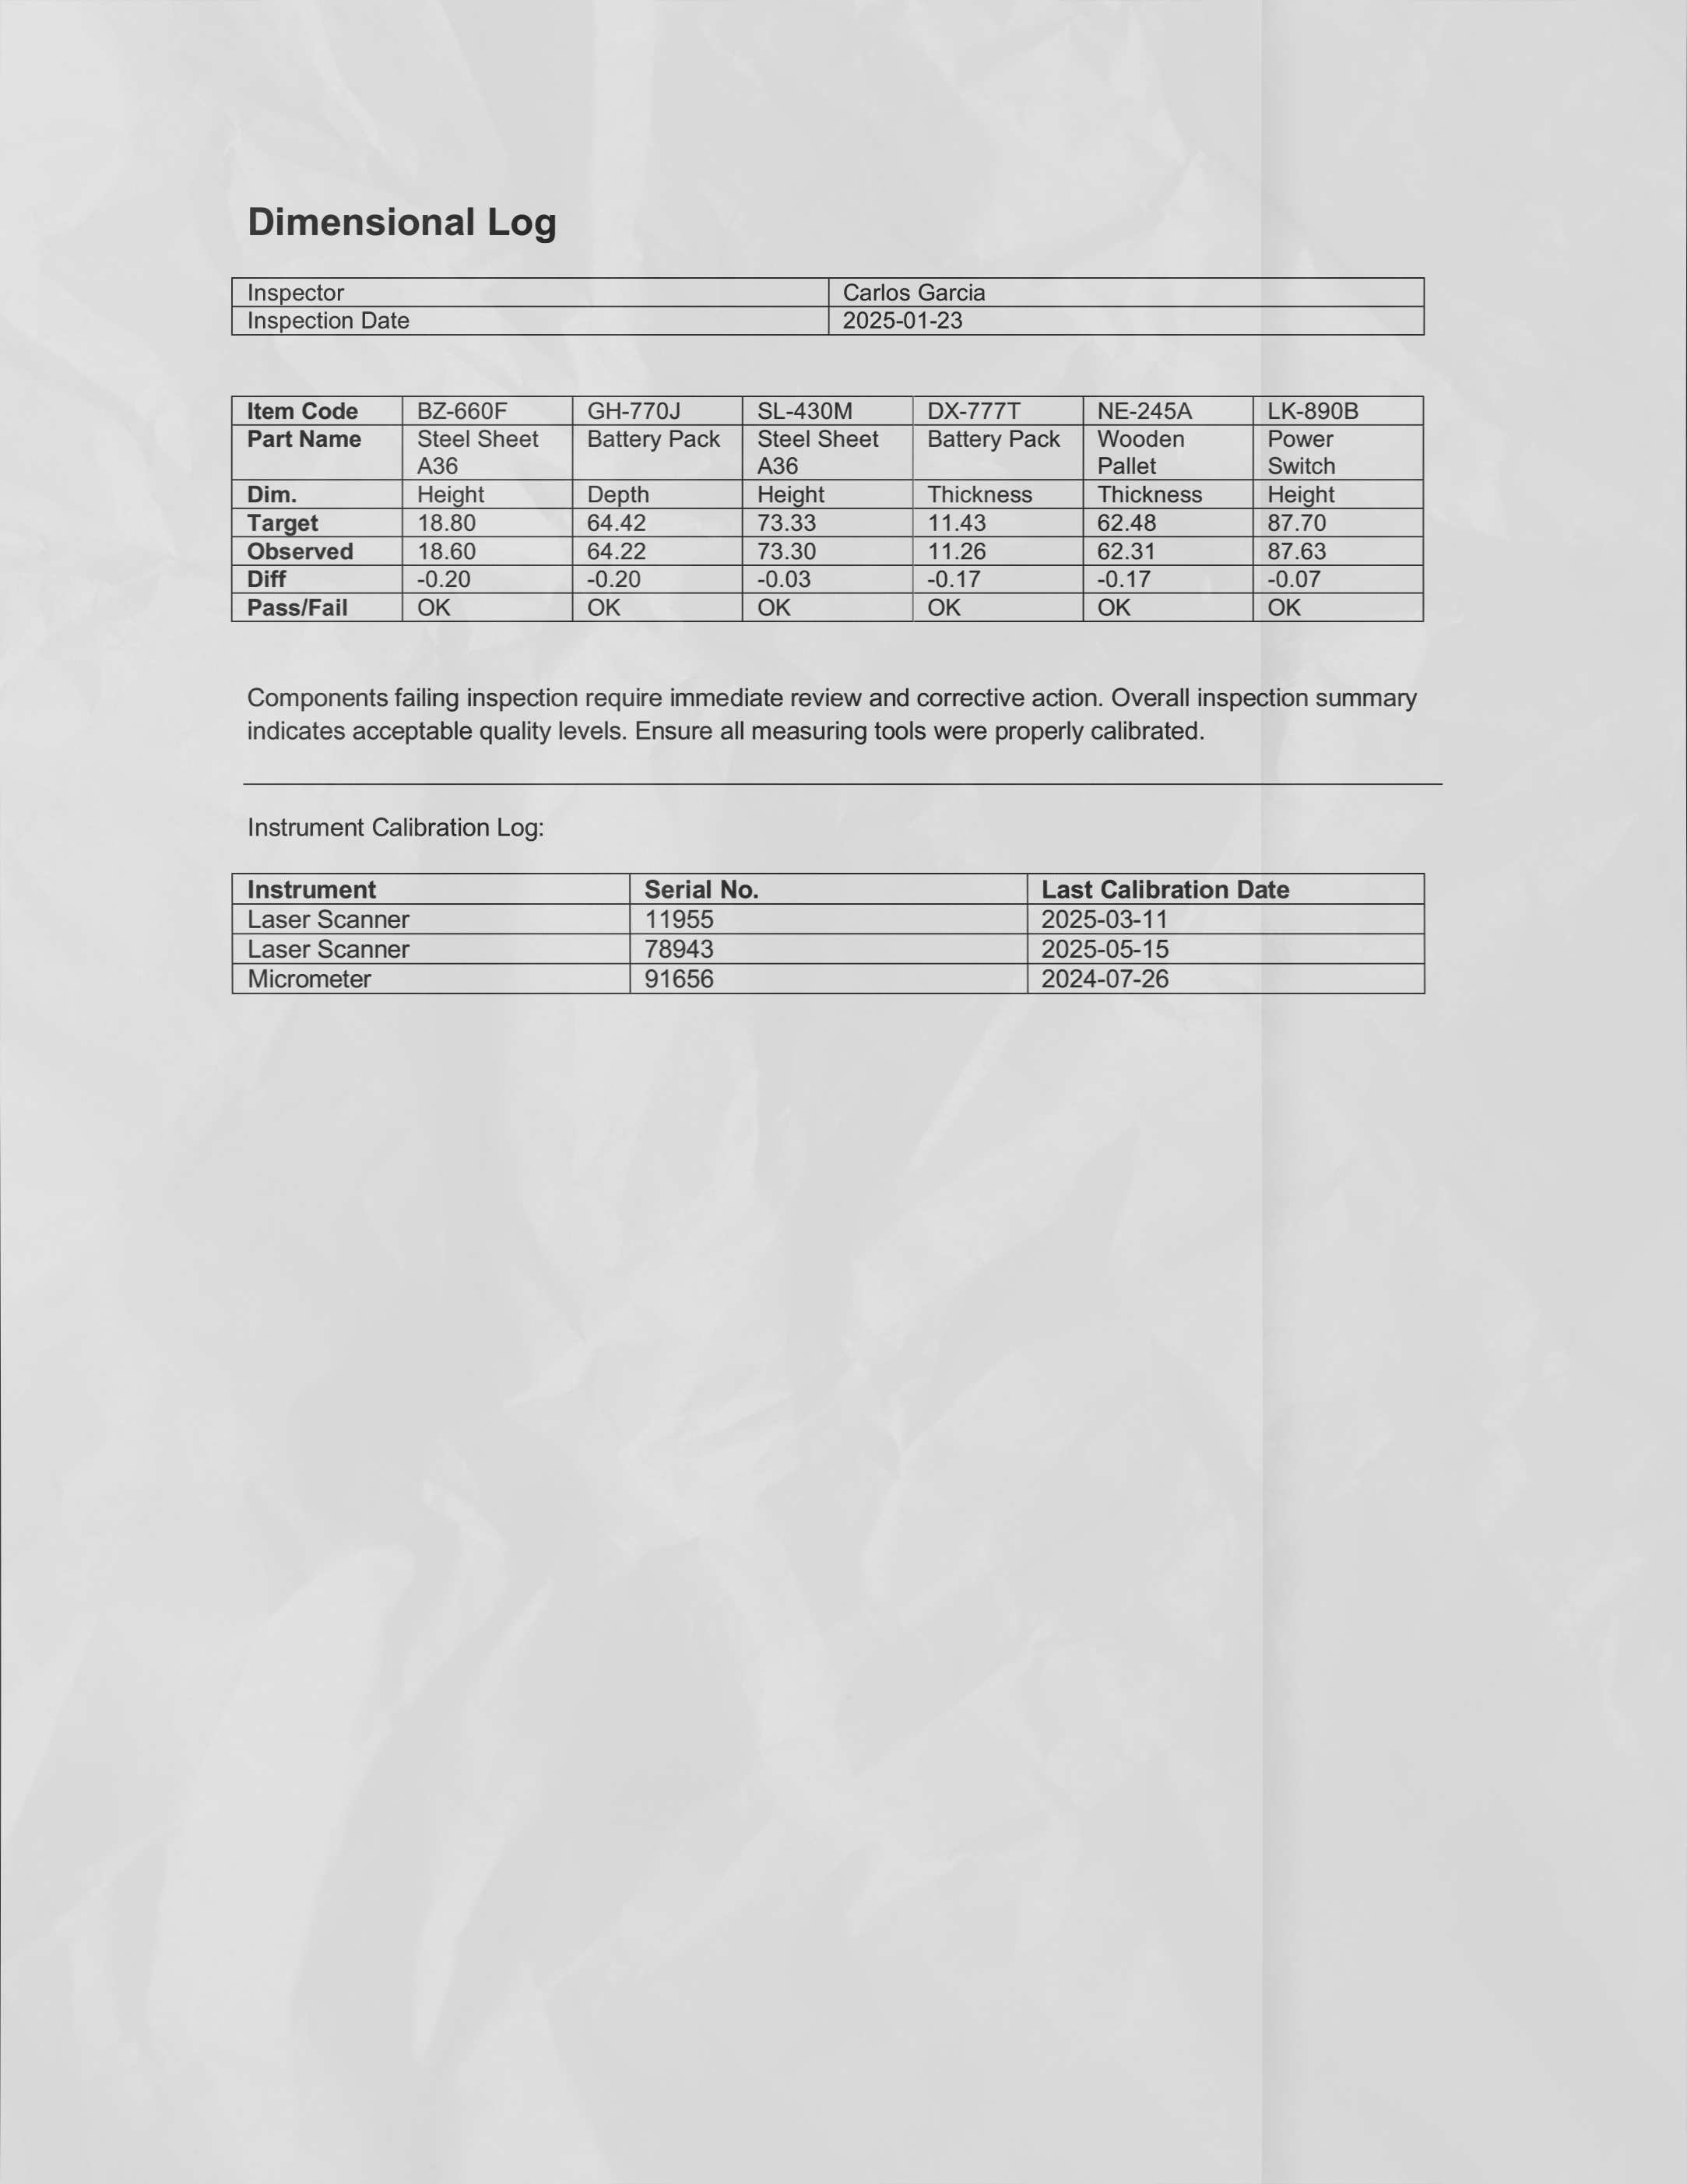 Dimensional Log
Inspector Carlos Garcia
Inspection Date 2025-01-23
Item Code BZ-660F GH-770J SL-430M DX-777T NE-245A LK-890B
Part Name Steel Sheet A36 Battery Pack Steel Sheet A36 Battery Pack Wooden Pallet Power Switch
Dim. Height Depth Height Thickness Thickness Height
Target 18.80 64.42 73.33 11.43 62.48 87.70
Observed 18.60 64.22 73.30 11.26 62.31 87.63
Diff -0.20 -0.20 -0.03 -0.17 -0.17 -0.07
Pass/Fail OK OK OK OK OK OK
Components failing inspection require immediate review and corrective action. Overall inspection summary
indicates acceptable quality levels. Ensure all measuring tools were properly calibrated.
Instrument Calibration Log:
Instrument Serial No. Last Calibration Date
Laser Scanner 11955 2025-03-11
Laser Scanner 78943 2025-05-15
Micrometer 91656 2024-07-26